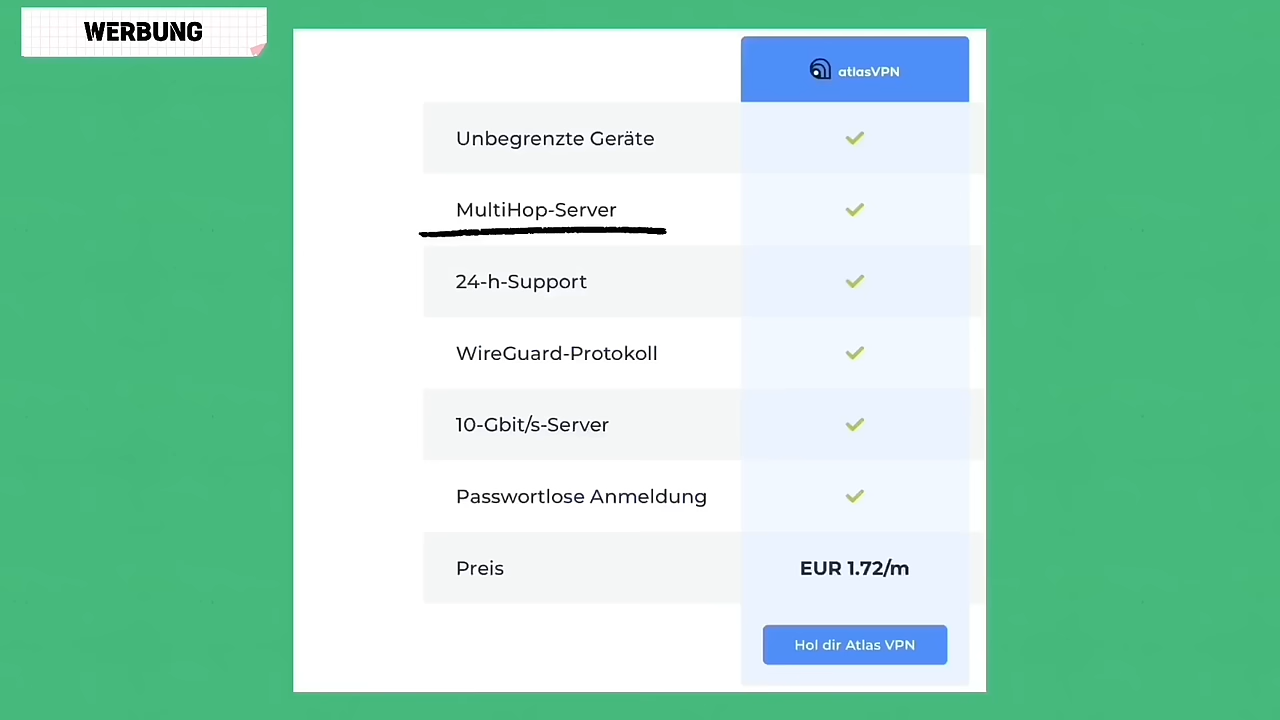 WERBUNG
atlasVPN
Unbegrenzte Geräte
MultiHop-Server
24-h-Support
WireGuard-Protokoll
10-Gbit/s-Server
Passwortlose Anmeldung
Preis EUR 1.72/m
Hol dir Atlas VPN